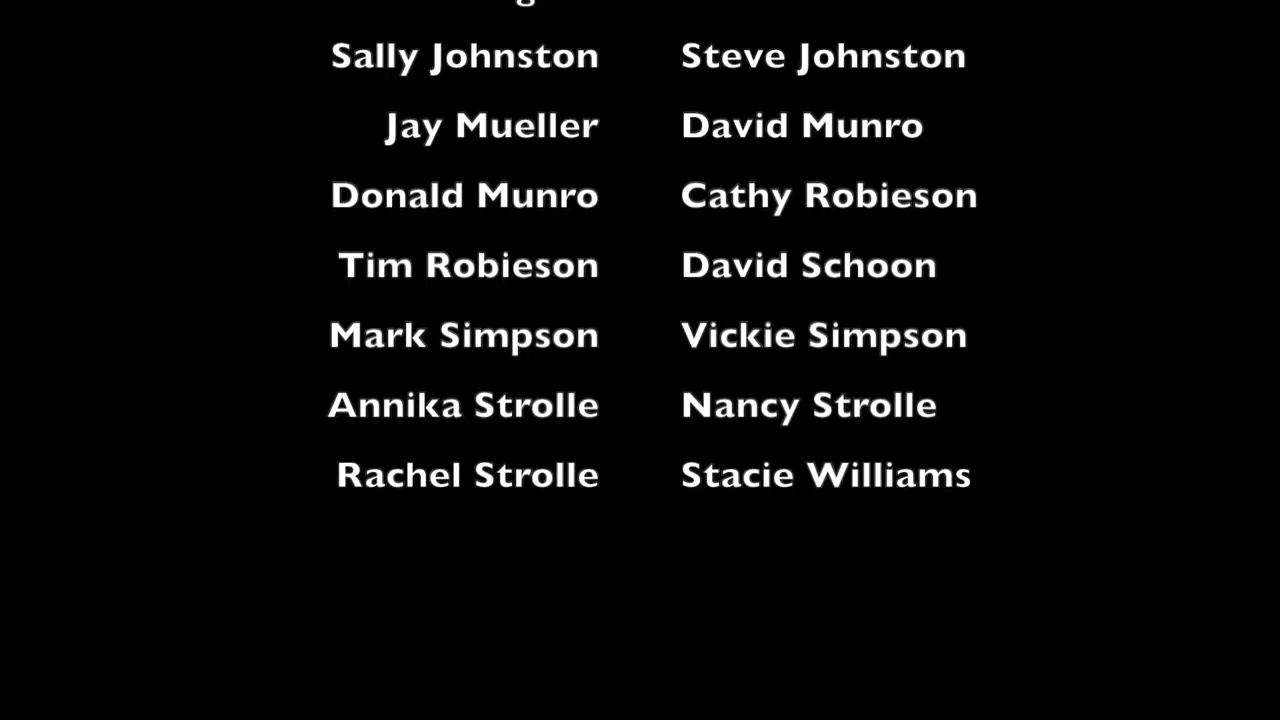 Sally Johnston Steve Johnston
Jay Mueller David Munro
Donald Munro Cathy Robieson
Tim Robieson David Schoon
Mark Simpson Vickie Simpson
Annika Strolle Nancy Strolle
Rachel Strolle Stacie Williams